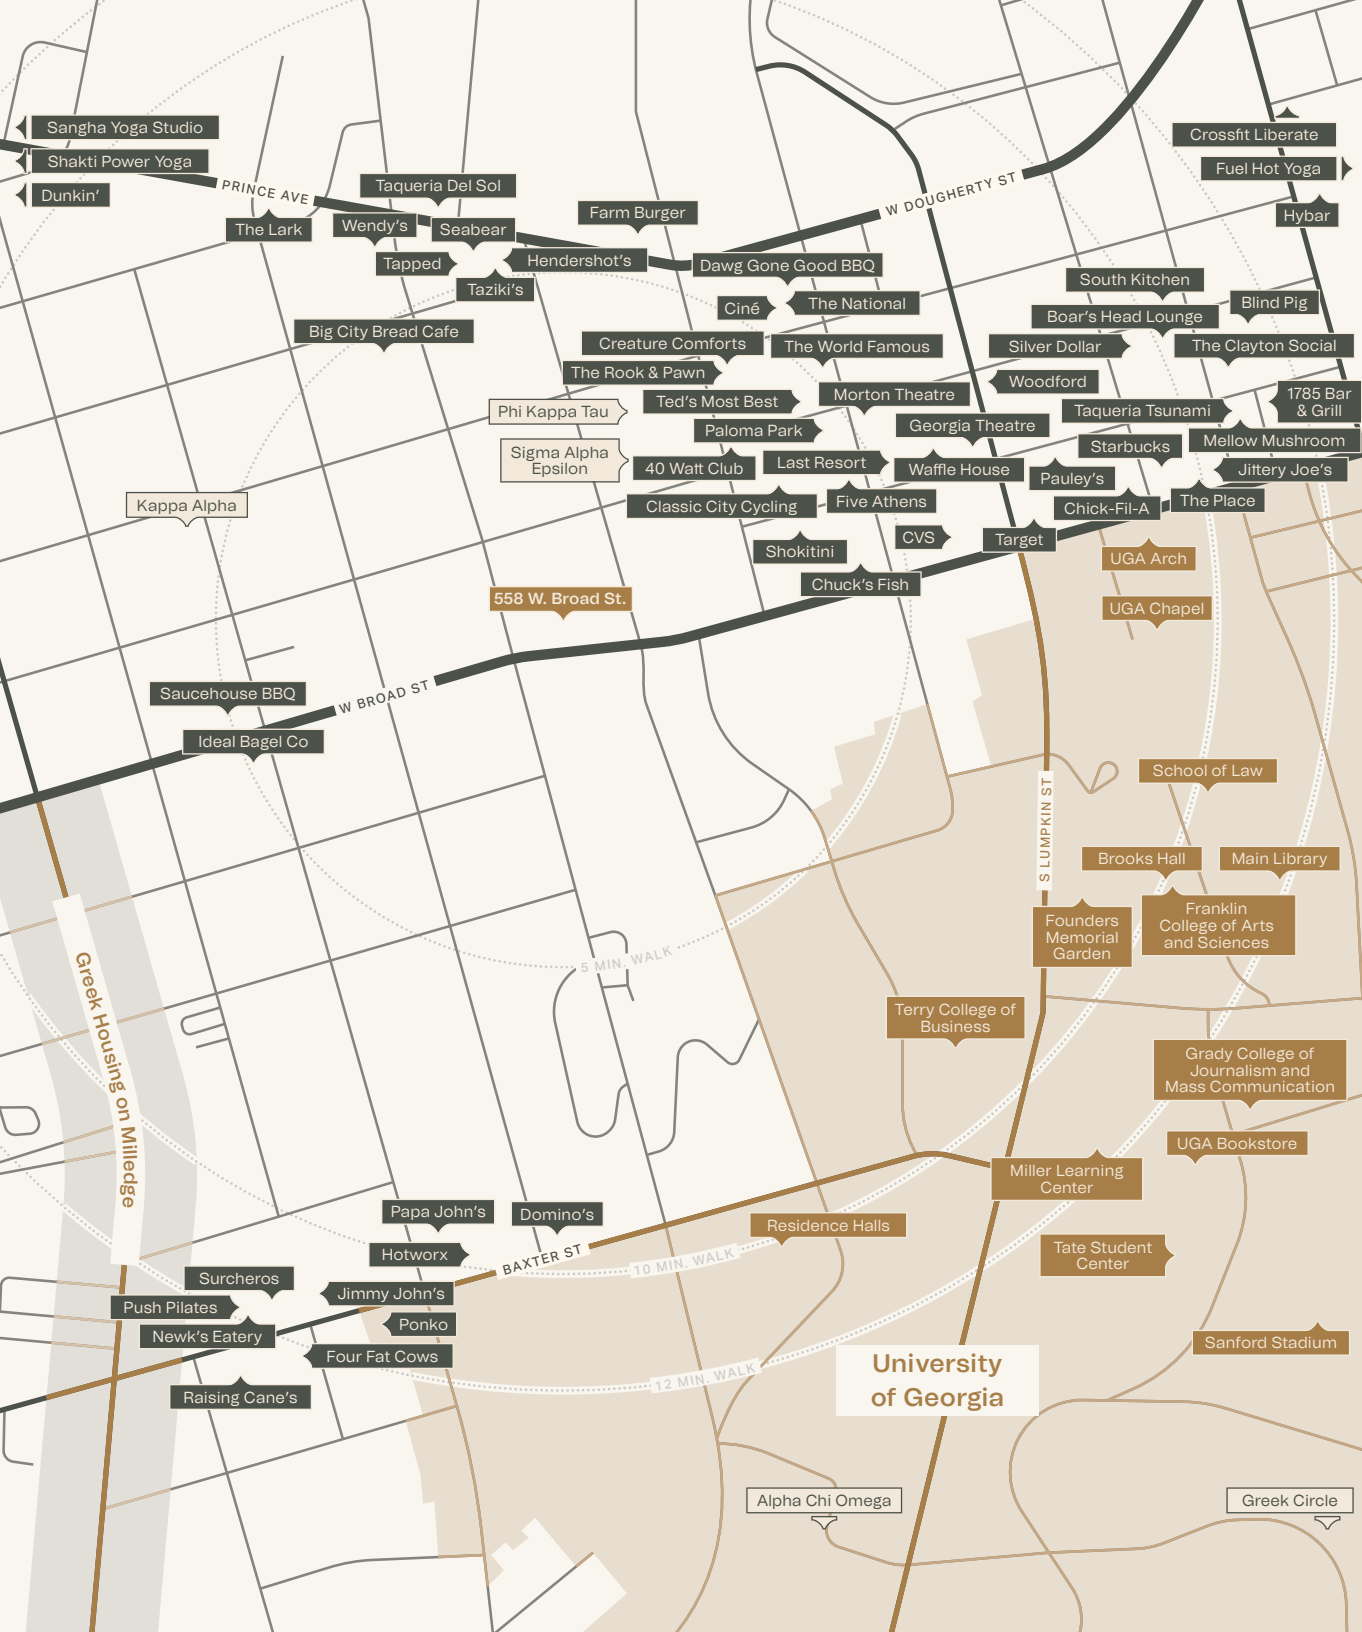 Sangha Yoga Studio
Shakti Power Yoga
Dunkin'
PRINCE AVE
The Lark
Taqueria Del Sol
Wendy's
Seabear
Tapped
Hendershot's
Taziki's
Farm Burger
Big City Bread Cafe
W DOUGHERTY ST
Crossfit Liberate
Fuel Hot Yoga
Hybar
Dawg Gone Good BBQ
Ciné
The National
South Kitchen
Boar's Head Lounge
Blind Pig
Creature Comforts
The World Famous
Silver Dollar
The Clayton Social
The Rook & Pawn
Woodford
Ted's Most Best
Morton Theatre
1785 Bar
& Grill
Phi Kappa Tau
Taqueria Tsunami
Paloma Park
Georgia Theatre
Starbucks
Mellow Mushroom
Sigma Alpha
Epsilon
40 Watt Club
Last Resort
Waffle House
Pauley's
Jittery Joe's
Kappa Alpha
Classic City Cycling
Five Athens
Chick-Fil-A
The Place
CVS
Target
Shokitini
Chuck's Fish
UGA Arch
558 W. Broad St.
UGA Chapel
Saucehouse BBQ
W BROAD ST
Ideal Bagel Co
School of Law
S LUMPKIN ST
Brooks Hall
Main Library
Founders
Memorial
Garden
Franklin
College of Arts
and Sciences
5 MIN. WALK
Greek Housing on Milledge
Terry College of
Business
Grady College of
Journalism and
Mass Communication
UGA Bookstore
Miller Learning
Center
Papa John's
Domino's
Residence Halls
Hotworx
BAXTER ST
10 MIN. WALK
Tate Student
Center
Surcheros
Jimmy John's
Push Pilates
Ponko
Newk's Eatery
Four Fat Cows
Sanford Stadium
12 MIN. WALK
University
of Georgia
Raising Cane's
Alpha Chi Omega
Greek Circle